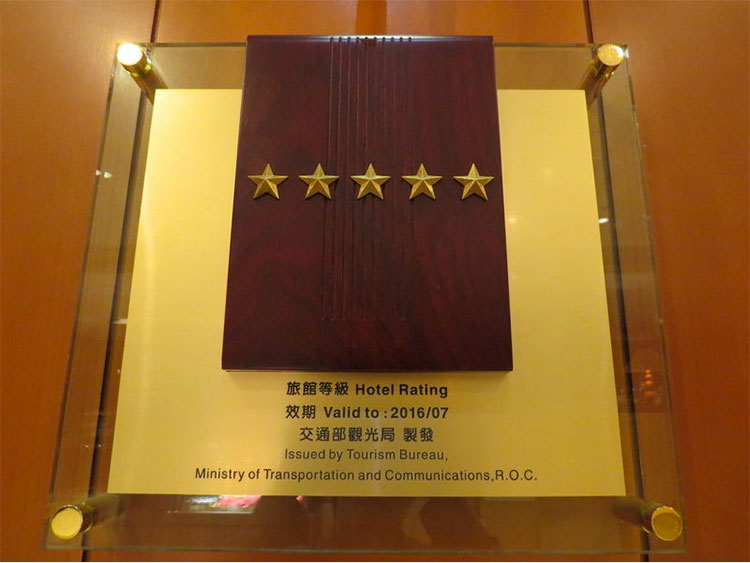 旅館等級 Hotel Rating
效期 Valid to : 2016/07
交通部觀光局 製發
Issued by Tourism Bureau,
Ministry of Transportation and Communications,R.O.C.